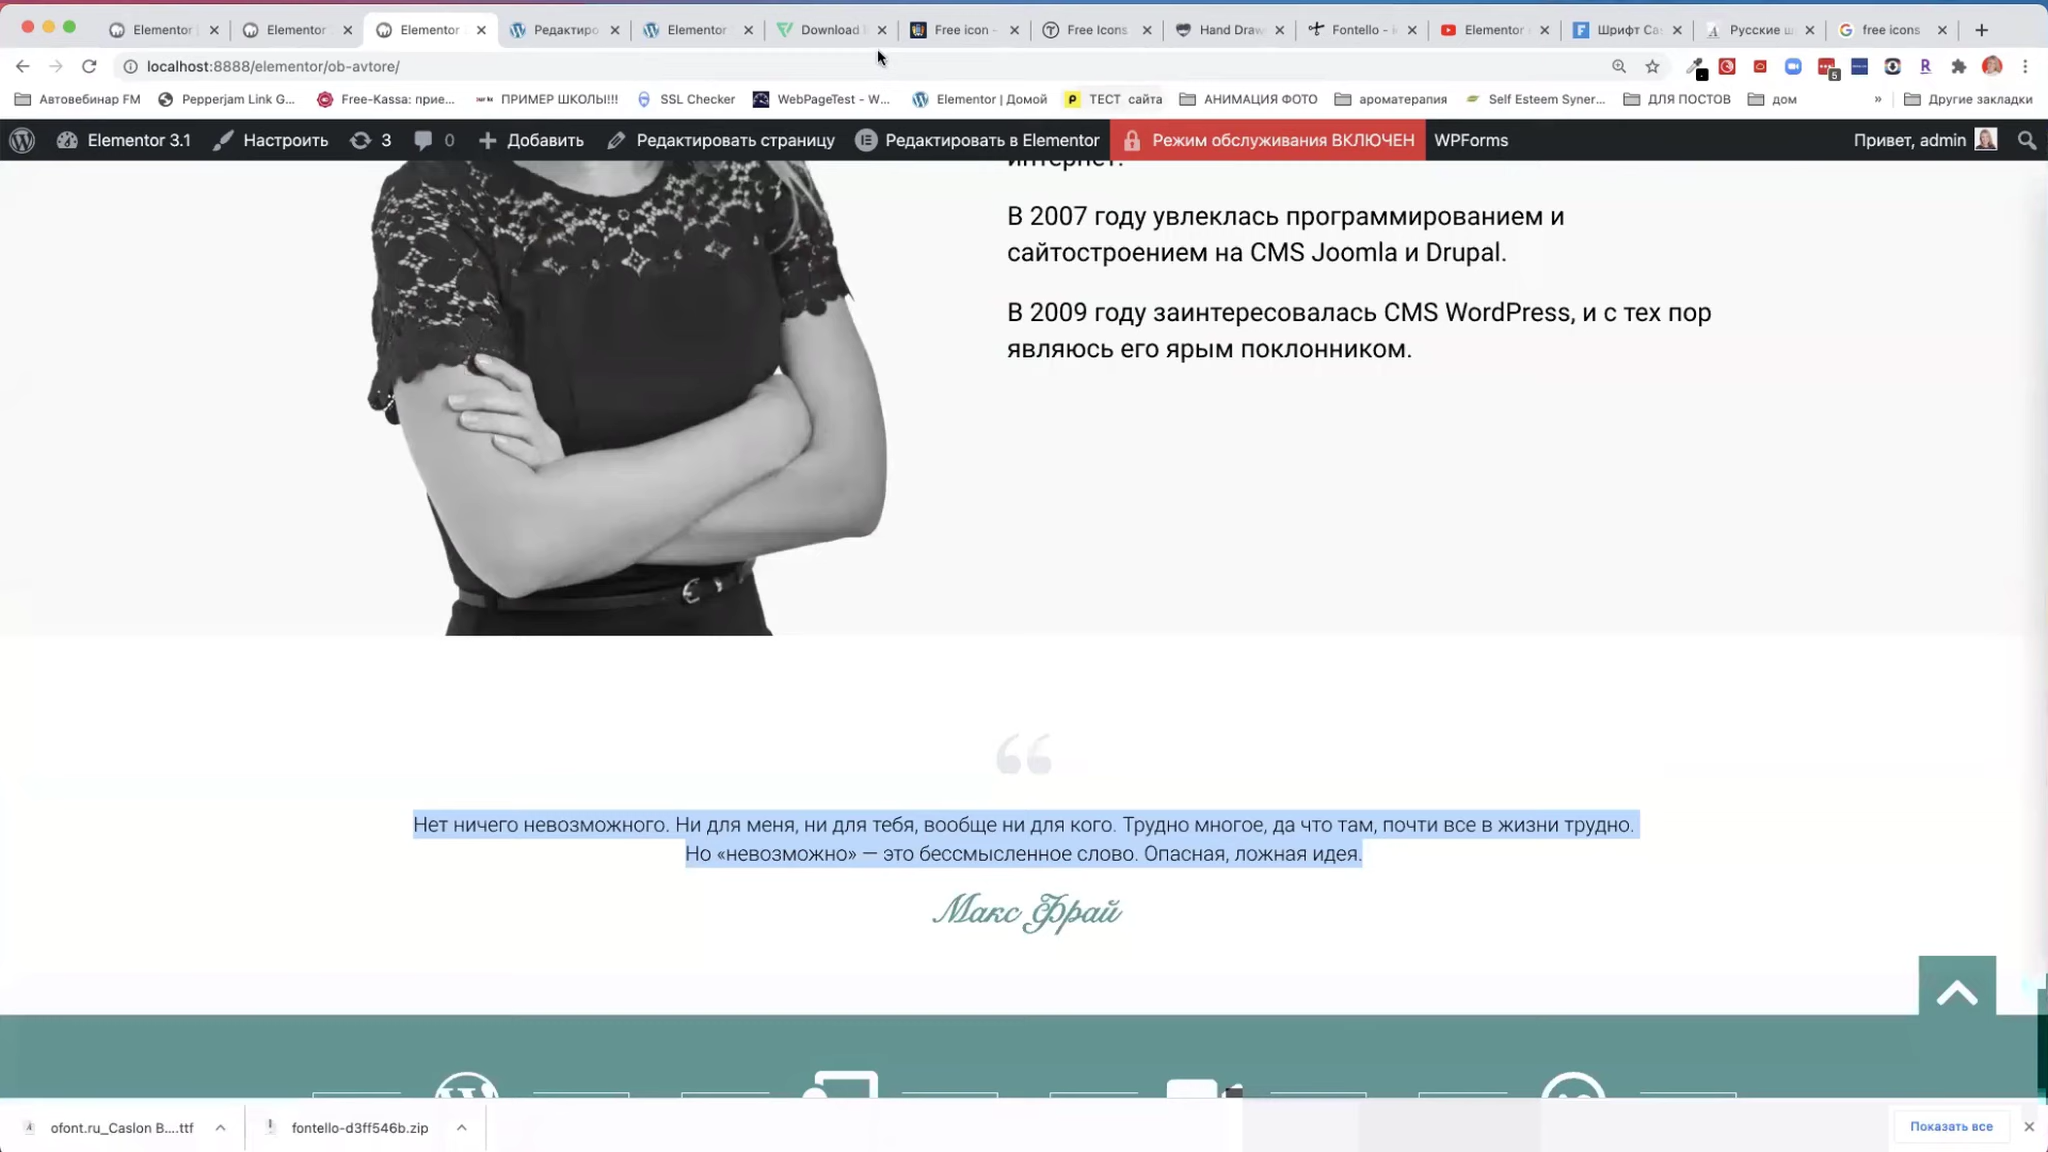 Elementor
Elementor
Elementor
Редактиро
Elementor
Download
Free icon -
Free Icons
Hand Draw
Fontello - i
Elementor
Шрифт Ca
Русские ш
free icons
localhost:8888/elementor/ob-avtore/
5
Автовебинар FM
Pepperjam Link G...
Free-Kassa: прие...
ПРИМЕР ШКОЛЫ!!!
SSL Checker
WebPageTest - W...
Elementor | Домой
ТЕСТ сайта
АНИМАЦИЯ ФОТО
ароматерапия
Self Esteem Syner...
ДЛЯ ПОСТОВ
дом
»
Другие закладки
Elementor 3.1
Настроить
3
0
Добавить
Редактировать страницу
Редактировать в Elementor
Режим обслуживания ВКЛЮЧЕН
WPForms
Привет, admin
интернет.
В 2007 году увлеклась программированием и
сайтостроением на CMS Joomla и Drupal.
В 2009 году заинтересовалась CMS WordPress, и с тех пор
являюсь его ярым поклонником.
Нет ничего невозможного. Ни для меня, ни для тебя, вообще ни для кого. Трудно многое, да что там, почти все в жизни трудно.
Но «невозможно» — это бессмысленное слово. Опасная, ложная идея.
Макс Фрай
ofont.ru_Caslon B....ttf
fontello-d3ff546b.zip
Показать все